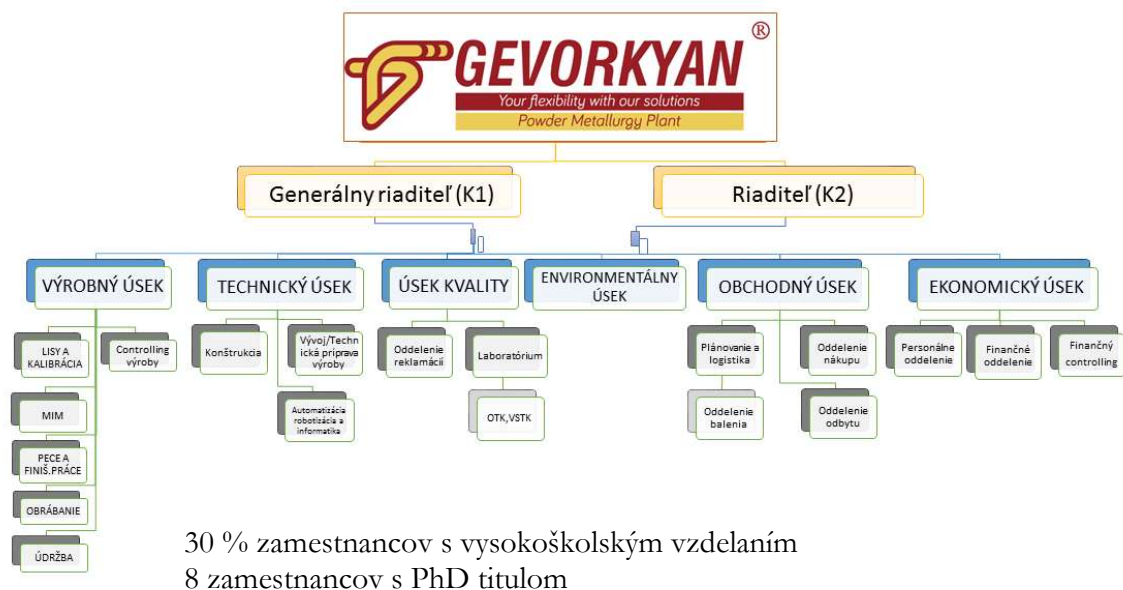 ®
GEVORKYAN
Your flexibility with our solutions
Powder Metallurgy Plant
Generálny riaditeľ (K1)
Riaditeľ (K2)
VÝROBNÝ ÚSEK
TECHNICKÝ ÚSEK
ÚSEK KVALITY
ENVIRONMENTÁLNY
ÚSEK
OBCHODNÝ ÚSEK
EKONOMICKÝ ÚSEK
LISY A
KALIBRÁCIA
Controlling
výroby
Konštrukcia
Vývoj/Techn
ická príprava
výroby
Oddelenie
reklamácií
Laboratórium
Plánovanie a
logistika
Oddelenie
nákupu
Personálne
oddelenie
Finančné
oddelenie
Finančný
controlling
MIM
Automatizácia
robotizácia a
informatika
OTK,VSTK
Oddelenie
balenia
Oddelenie
odbytu
PECE A
FINIŠ.PRÁCE
OBRÁBANIE
ÚDRŽBA
30 % zamestnancov s vysokoškolským vzdelaním
8 zamestnancov s PhD titulom